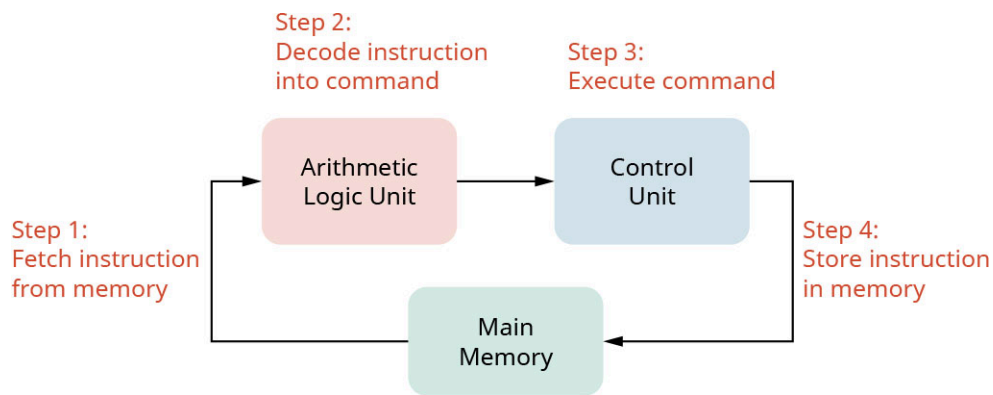 Step 2:
Decode instruction
into command
Step 3:
Execute command
Arithmetic
Logic Unit
Control
Unit
Step 1:
Fetch instruction
from memory
Step 4:
Store instruction
in memory
Main
Memory